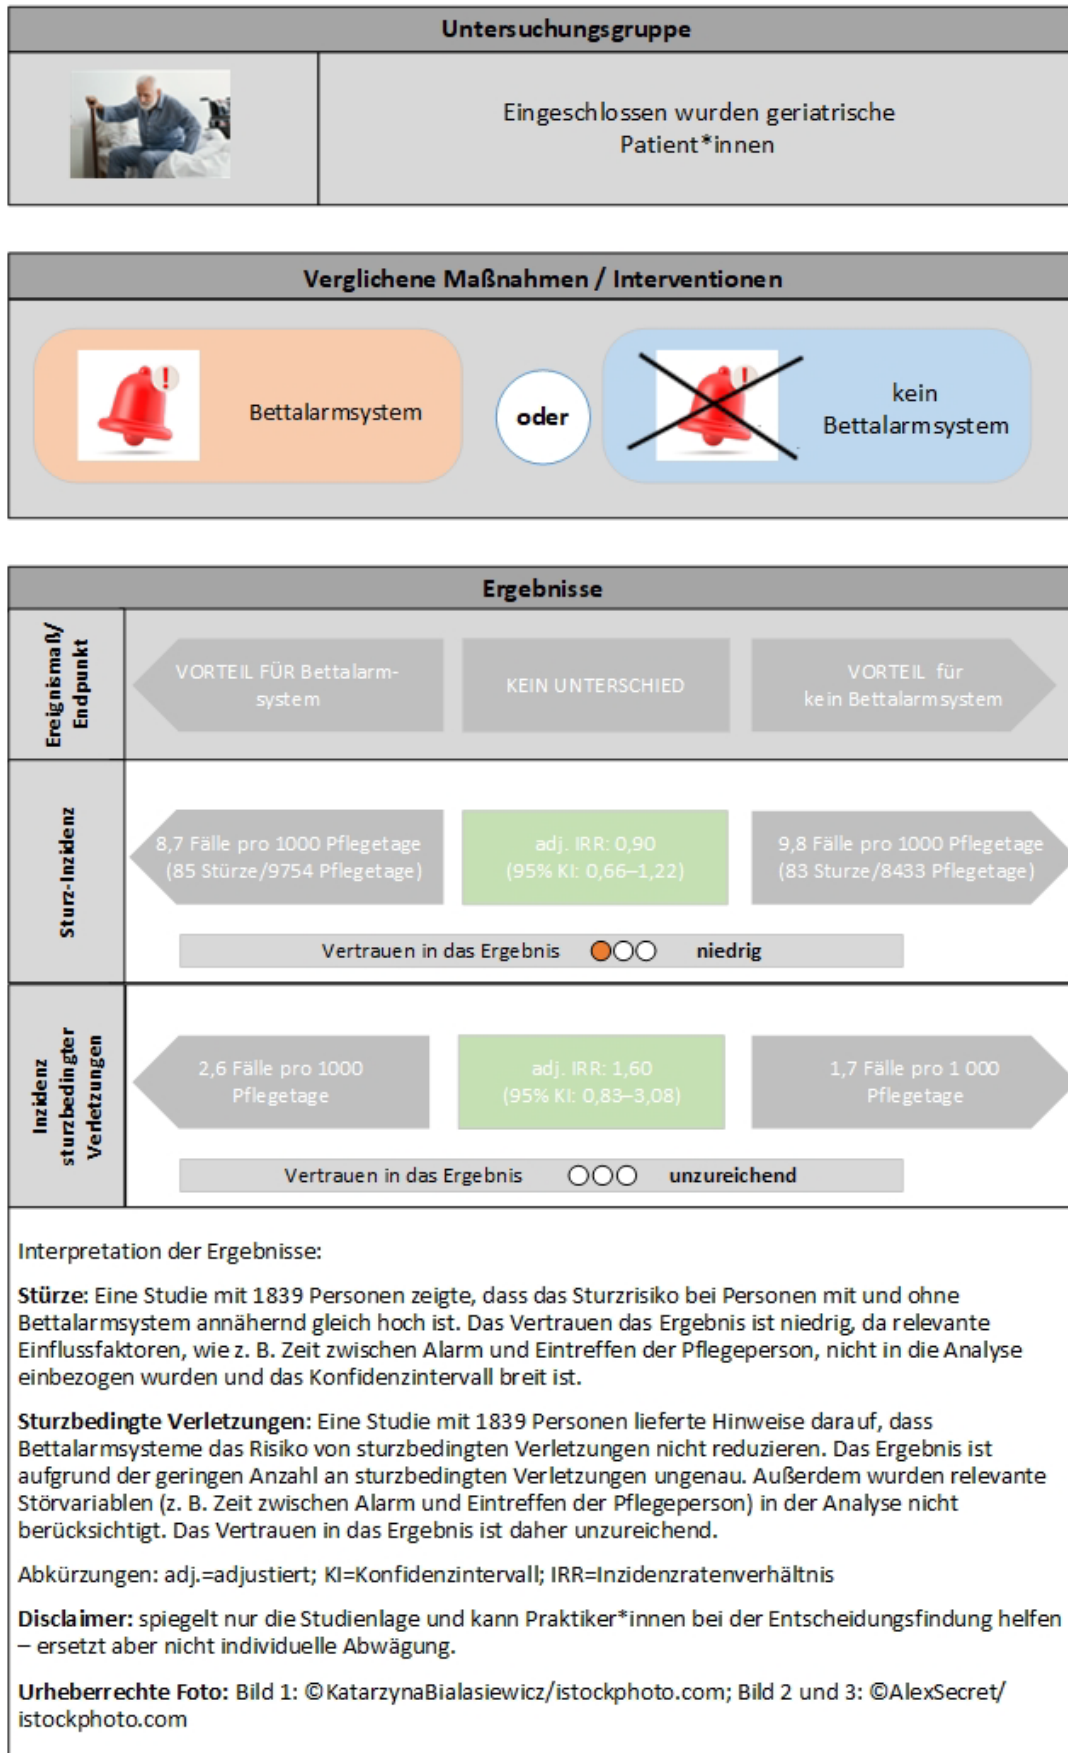 Untersuchungsgruppe
Eingeschlossen wurden geriatrische
Patient*innen
Verglichene Maßnahmen / Interventionen
!
Bettalarmsystem
oder
!
kein
Bettalarmsystem
Ergebnisse
Ereignismaß/
Endpunkt
VORTEIL FÜR Bettalarm-
system
KEIN UNTERSCHIED
VORTEIL für
kein Bettalarmsystem
Sturz-Inzidenz
8,7 Fälle pro 1000 Pflegetage
(85 Stürze/9754 Pflegetage)
adj. IRR: 0,90
(95% KI: 0,66–1,22)
9,8 Fälle pro 1000 Pflegetage
(83 Sturze/8433 Pflegetage)
Vertrauen in das Ergebnis niedrig
Inzidenz
sturzbedingter
Verletzungen
2,6 Fälle pro 1000
Pflegetage
adj. IRR: 1,60
(95% KI: 0,83–3,08)
1,7 Fälle pro 1 000
Pflegetage
Vertrauen in das Ergebnis unzureichend
Interpretation der Ergebnisse:
Stürze: Eine Studie mit 1839 Personen zeigte, dass das Sturzrisiko bei Personen mit und ohne
Bettalarmsystem annähernd gleich hoch ist. Das Vertrauen das Ergebnis ist niedrig, da relevante
Einflussfaktoren, wie z. B. Zeit zwischen Alarm und Eintreffen der Pflegeperson, nicht in die Analyse
einbezogen wurden und das Konfidenzintervall breit ist.
Sturzbedingte Verletzungen: Eine Studie mit 1839 Personen lieferte Hinweise darauf, dass
Bettalarmsysteme das Risiko von sturzbedingten Verletzungen nicht reduzieren. Das Ergebnis ist
aufgrund der geringen Anzahl an sturzbedingten Verletzungen ungenau. Außerdem wurden relevante
Störvariablen (z. B. Zeit zwischen Alarm und Eintreffen der Pflegeperson) in der Analyse nicht
berücksichtigt. Das Vertrauen in das Ergebnis ist daher unzureichend.
Abkürzungen: adj.=adjustiert; KI=Konfidenzintervall; IRR=Inzidenzratenverhältnis
Disclaimer: spiegelt nur die Studienlage und kann Praktiker*innen bei der Entscheidungsfindung helfen
– ersetzt aber nicht individuelle Abwägung.
Urheberrechte Foto: Bild 1: ©KatarzynaBialasiewicz/istockphoto.com; Bild 2 und 3: ©AlexSecret/
istockphoto.com